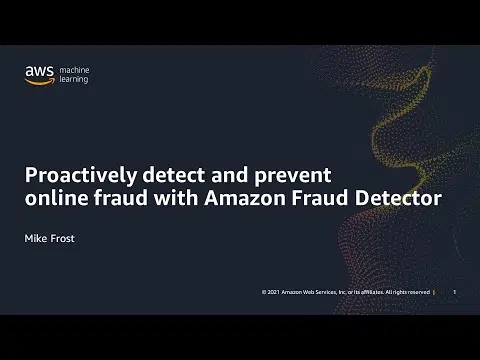 aws machine
learning
Proactively detect and prevent
online fraud with Amazon Fraud Detector
Mike Frost
© 2021 Amazon Web Services, Inc. or its affiliates. All rights reserved | 1